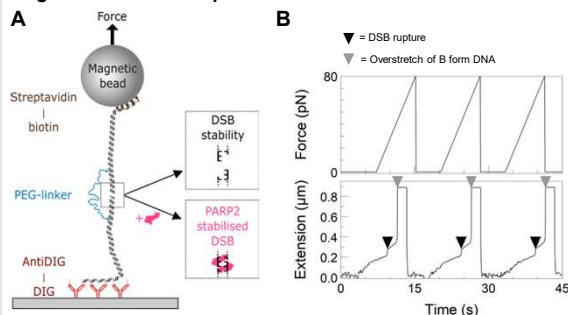 A
Force
Magnetic
bead
Streptavidin
biotin
PEG-linker
AntiDIG
DIG
DSB
stability
+
PARP2
stabilised
DSB
B
= DSB rupture
= Overstretch of B form DNA
Force (pN)
80
0
Extension (µm)
0.8
0.6
0.4
0.2
0.0
0
15
30
45
Time (s)